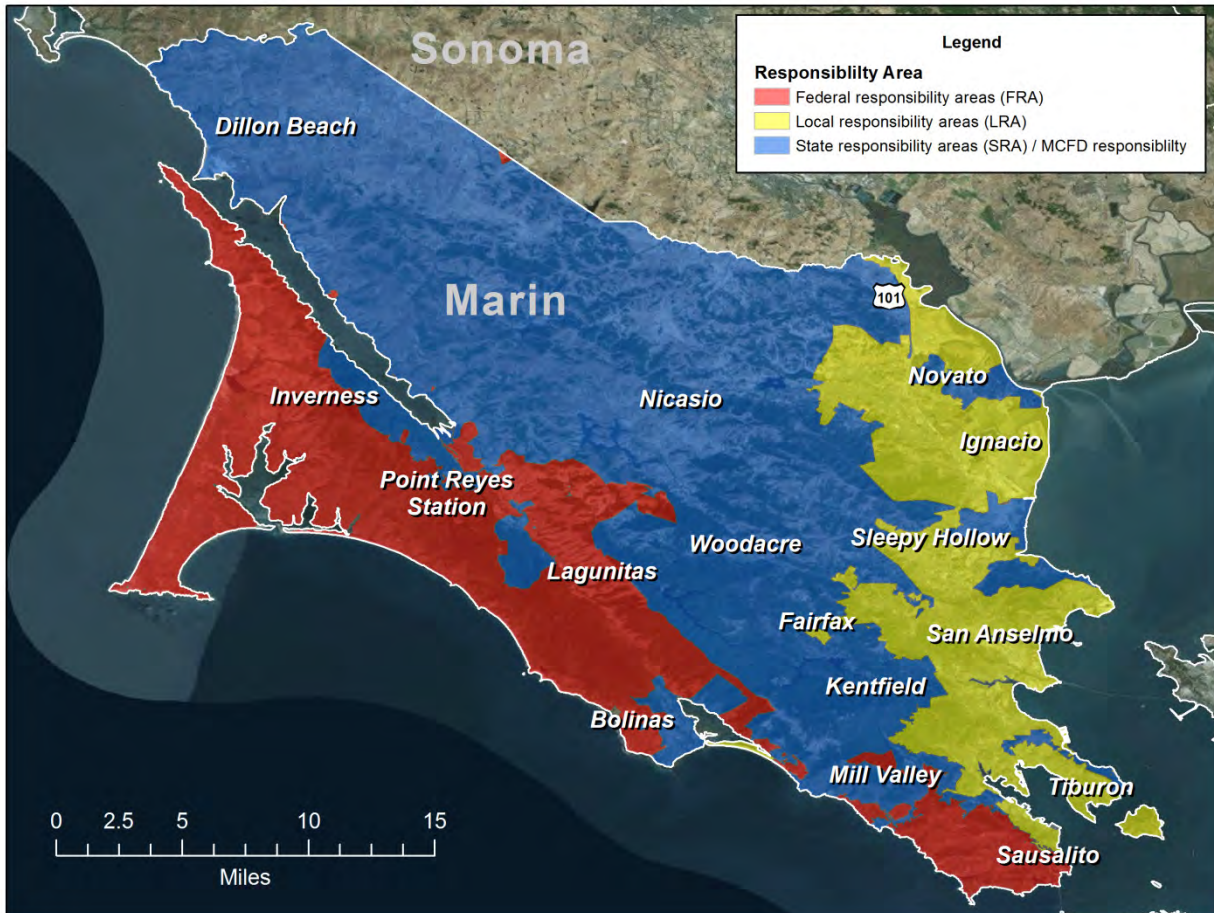 Sonoma
Legend
Responsiblity Area
Federal responsibility areas (FRA)
Local responsibility areas (LRA)
State responsibility areas (SRA) / MCFD responsiblity
Dillon Beach
Marin
101
Novato
Inverness
Nicasio
Ignacio
Point Reyes
Station
Woodacre
Sleepy Hollow
Lagunitas
Fairfax
San Anselmo
Kentfield
Bolinas
Mill Valley
Tiburon
Sausalito
0 2.5 5 10 15
Miles